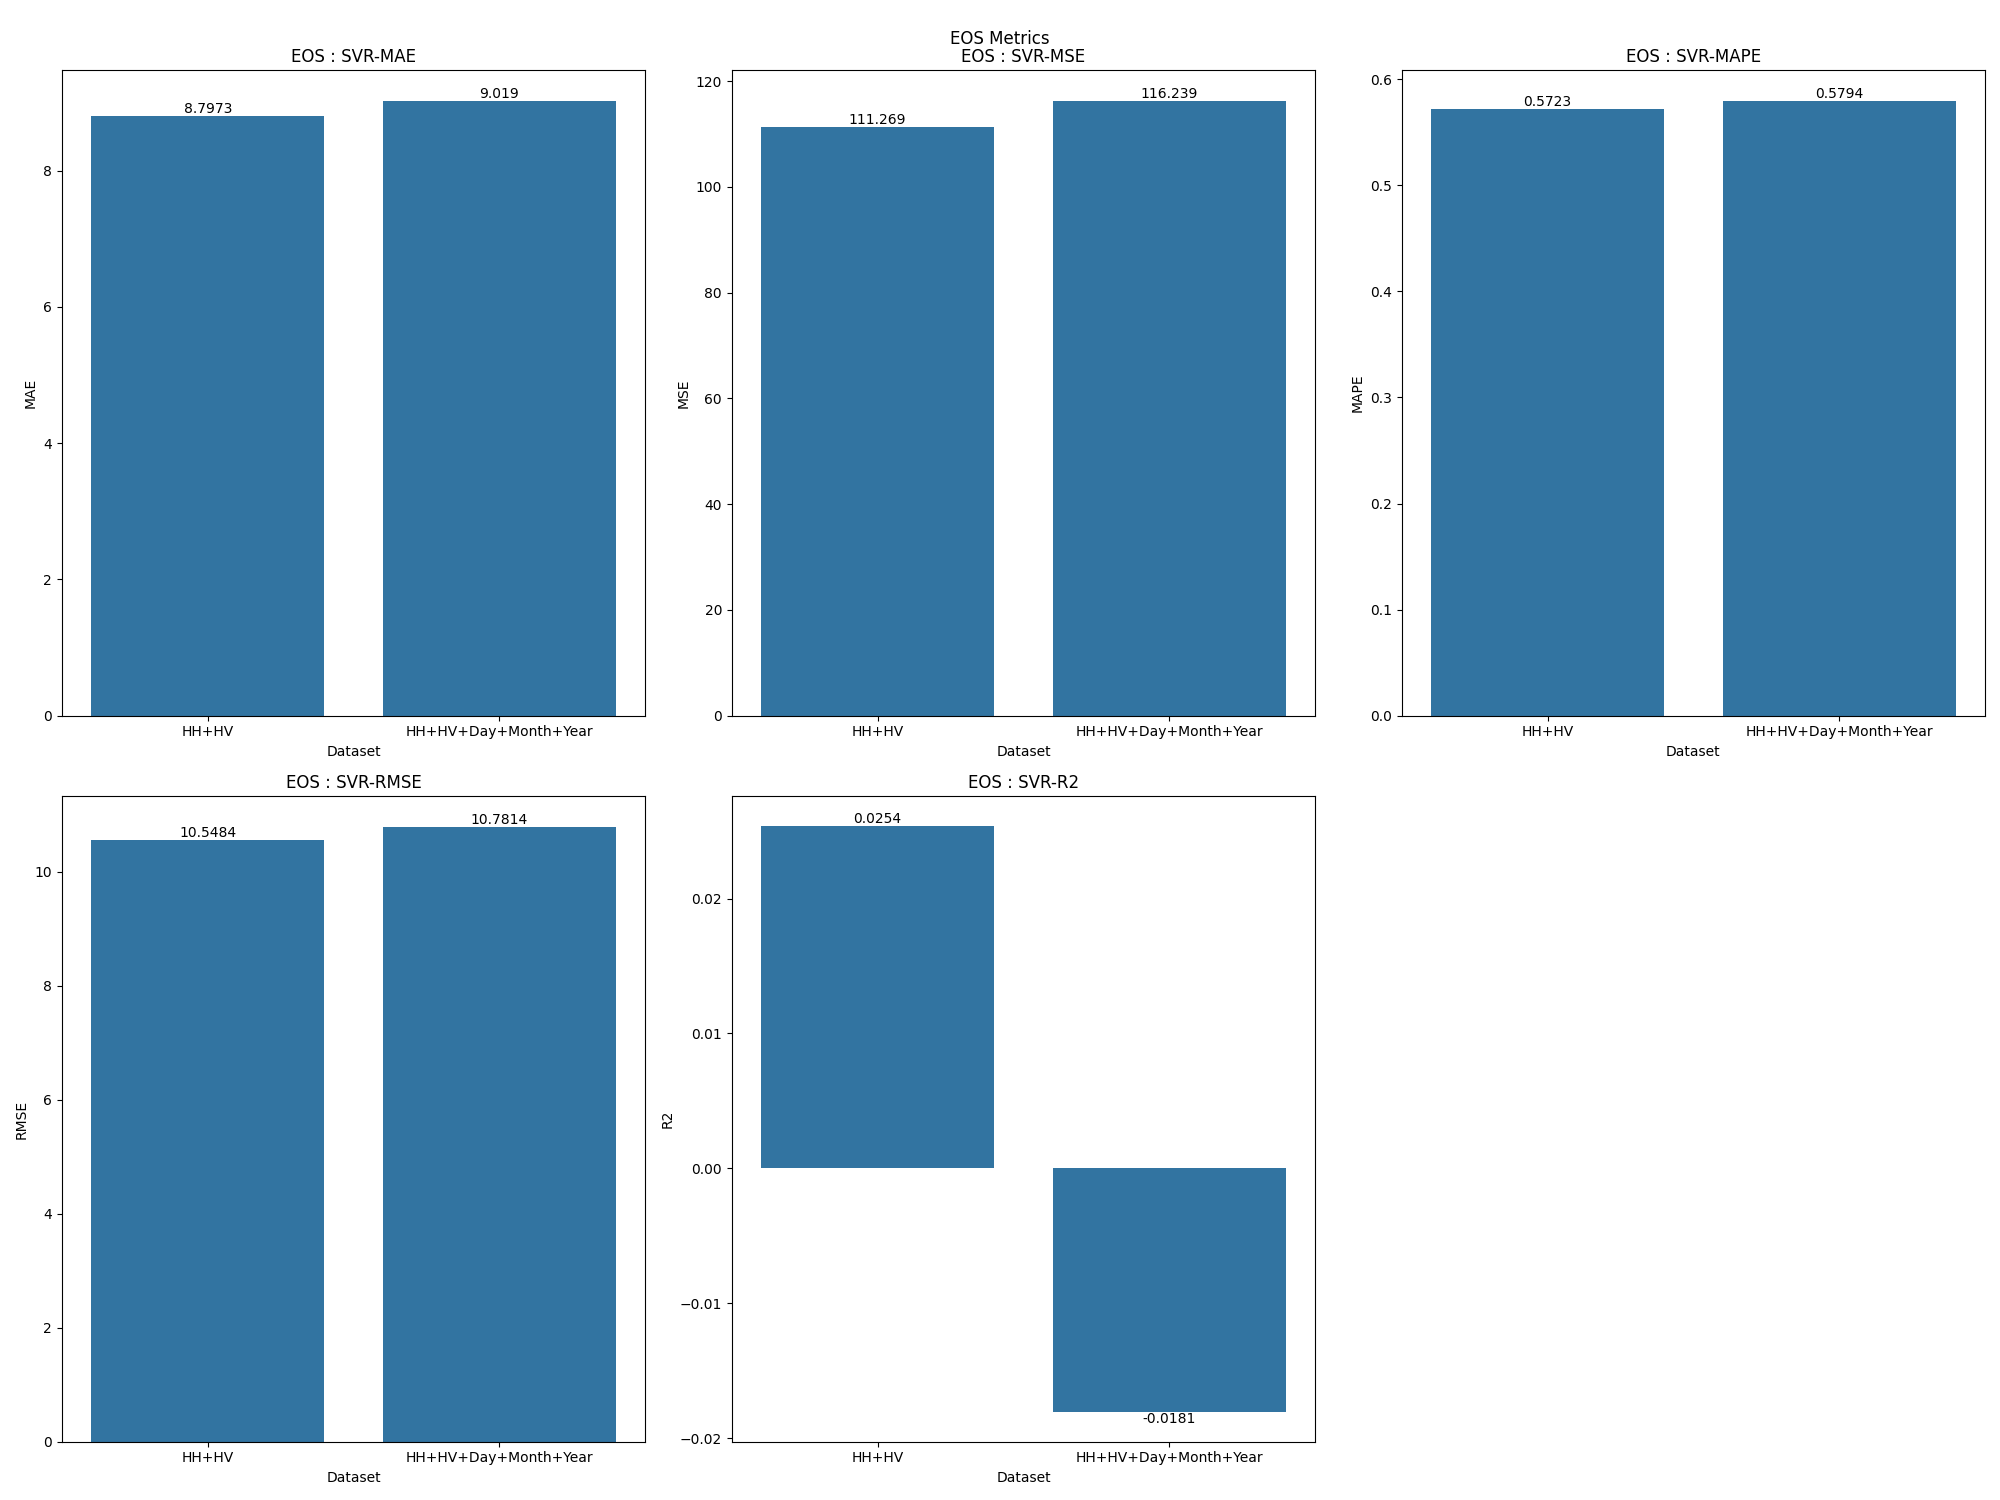 EOS Metrics
EOS : SVR-MAE
MAE
8
6
4
2
0
8.7973
9.019
HH+HV
HH+HV+Day+Month+Year
Dataset
EOS : SVR-MSE
MSE
120
100
80
60
40
20
0
111.269
116.239
HH+HV
HH+HV+Day+Month+Year
Dataset
EOS : SVR-MAPE
MAPE
0.6
0.5
0.4
0.3
0.2
0.1
0.0
0.5723
0.5794
HH+HV
HH+HV+Day+Month+Year
Dataset
EOS : SVR-RMSE
RMSE
10
8
6
4
2
0
10.5484
10.7814
HH+HV
HH+HV+Day+Month+Year
Dataset
EOS : SVR-R2
R2
0.02
0.01
0.00
−0.01
−0.02
0.0254
-0.0181
HH+HV
HH+HV+Day+Month+Year
Dataset